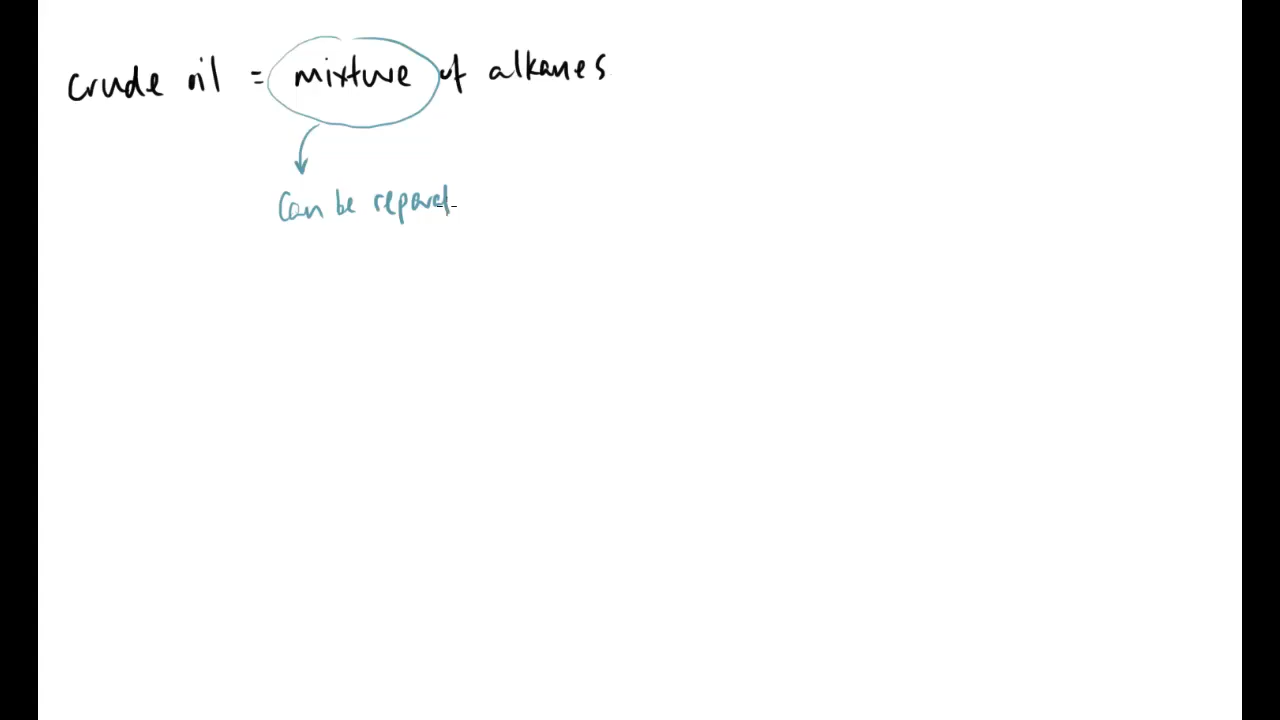 crude oil = mixture of alkanes
can be separat